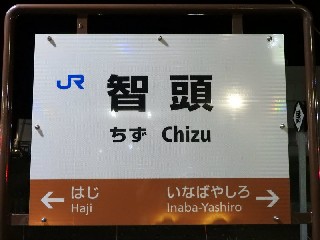 JR
智頭
ちず Chizu
← はじ いなばやしろ →
Haji Inaba-Yashiro